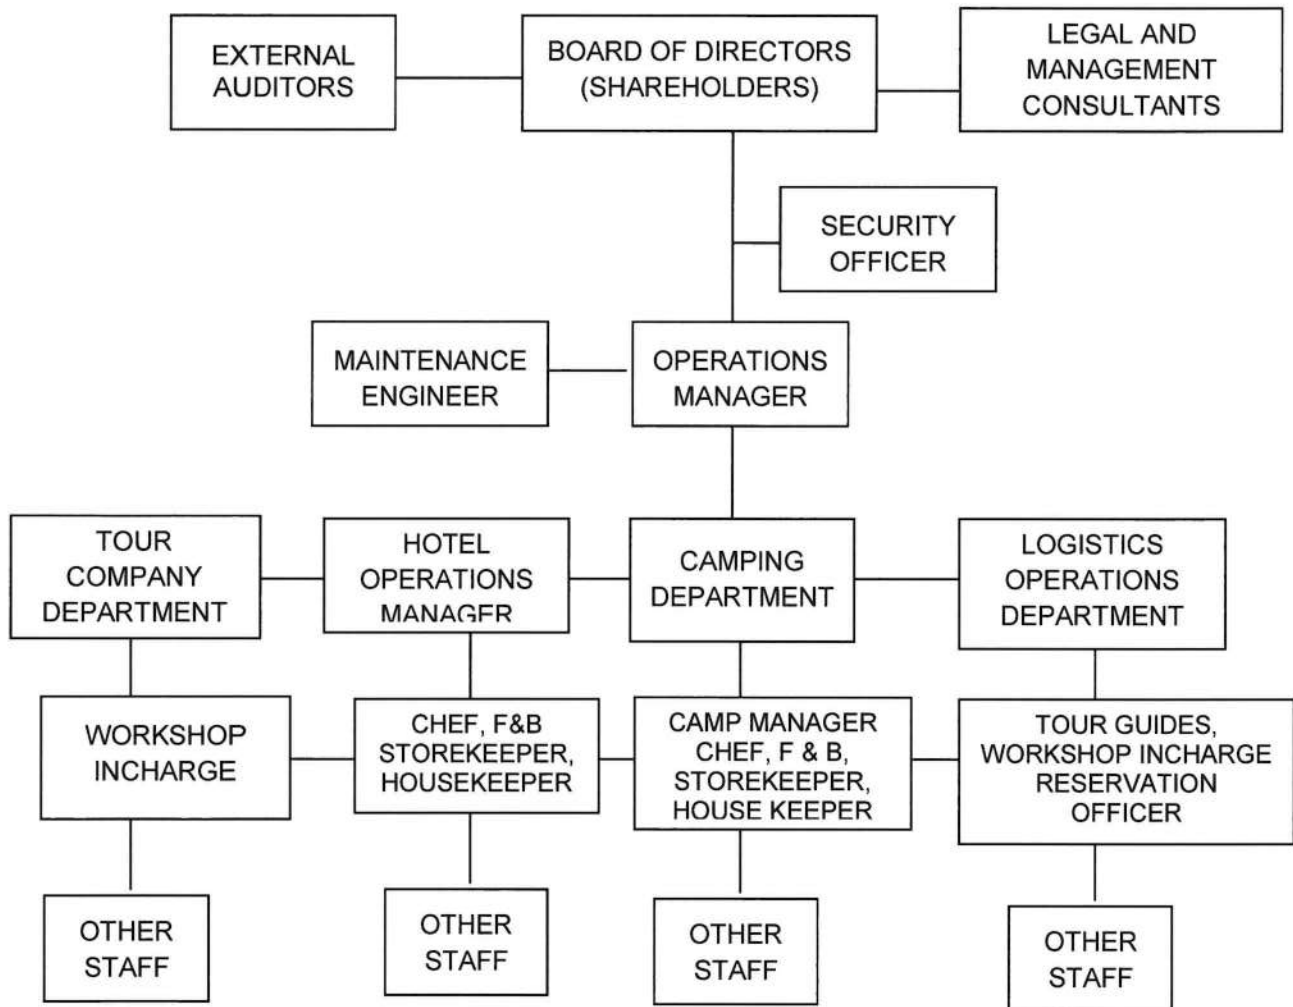 EXTERNAL
AUDITORS
BOARD OF DIRECTORS
(SHAREHOLDERS)
LEGAL AND
MANAGEMENT
CONSULTANTS
SECURITY
OFFICER
MAINTENANCE
ENGINEER
OPERATIONS
MANAGER
TOUR
COMPANY
DEPARTMENT
HOTEL
OPERATIONS
MANAGER
CAMPING
DEPARTMENT
LOGISTICS
OPERATIONS
DEPARTMENT
WORKSHOP
INCHARGE
CHEF, F&B
STOREKEEPER,
HOUSEKEEPER
CAMP MANAGER
CHEF, F & B,
STOREKEEPER,
HOUSE KEEPER
TOUR GUIDES,
WORKSHOP INCHARGE
RESERVATION
OFFICER
OTHER
STAFF
OTHER
STAFF
OTHER
STAFF
OTHER
STAFF